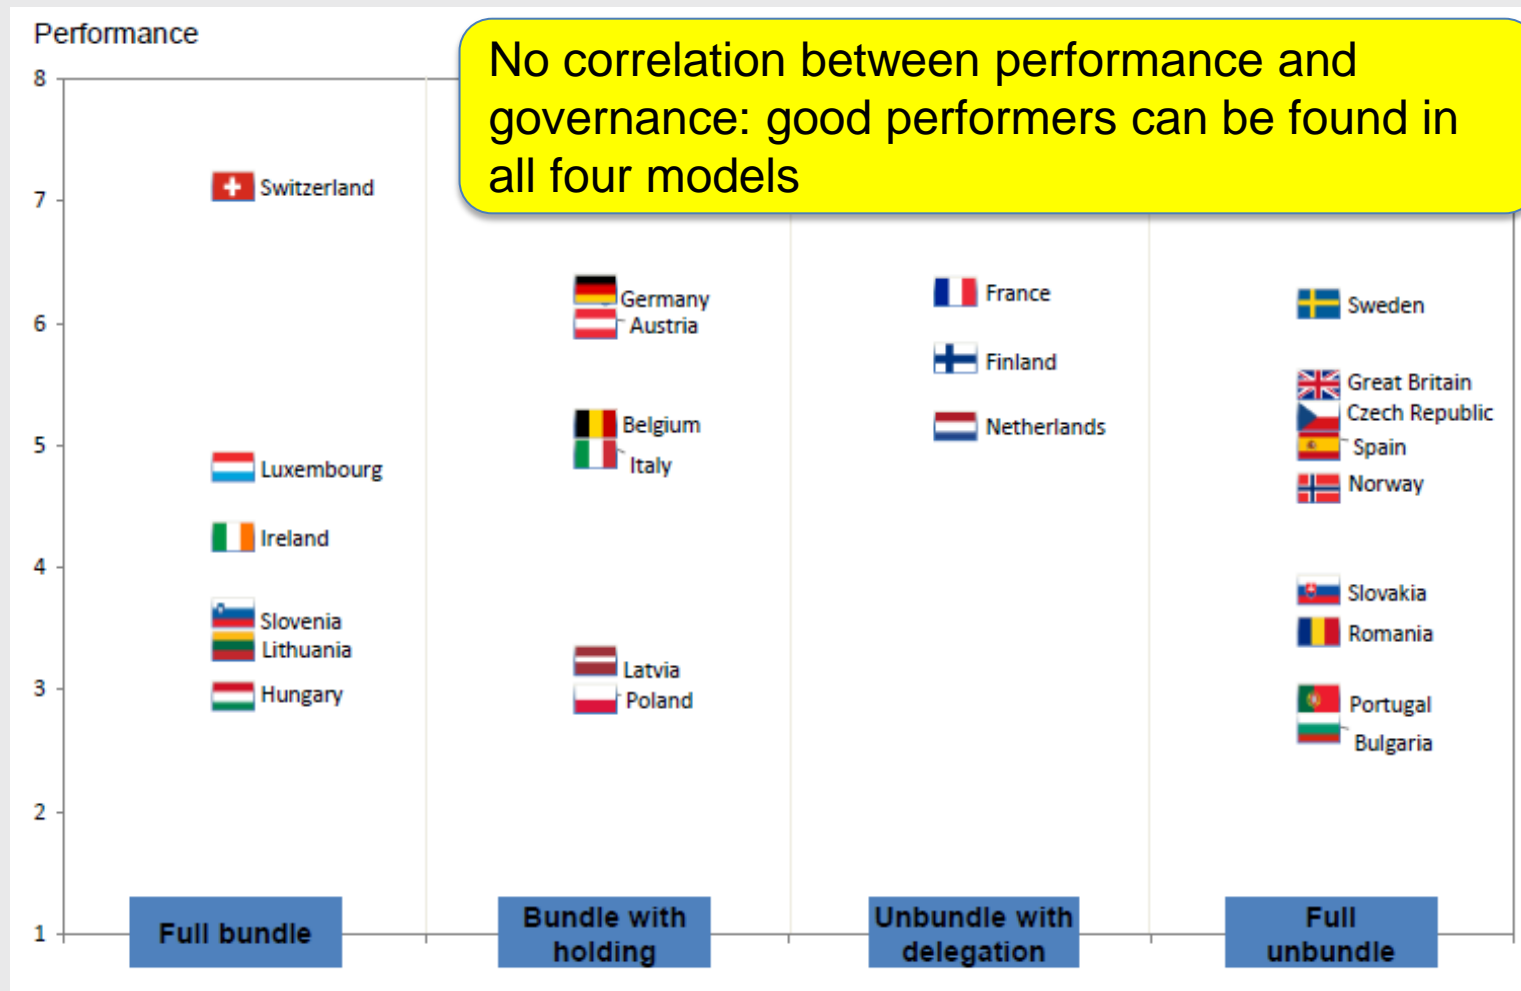 Performance
No correlation between performance and
governance: good performers can be found in
all four models
8
7
6
5
4
3
2
1
Switzerland
Luxembourg
Ireland
Slovenia
Lithuania
Hungary
Germany
Austria
Belgium
Italy
Latvia
Poland
France
Finland
Netherlands
Sweden
Great Britain
Czech Republic
Spain
Norway
Slovakia
Romania
Portugal
Bulgaria
Full bundle
Bundle with
holding
Unbundle with
delegation
Full
unbundle